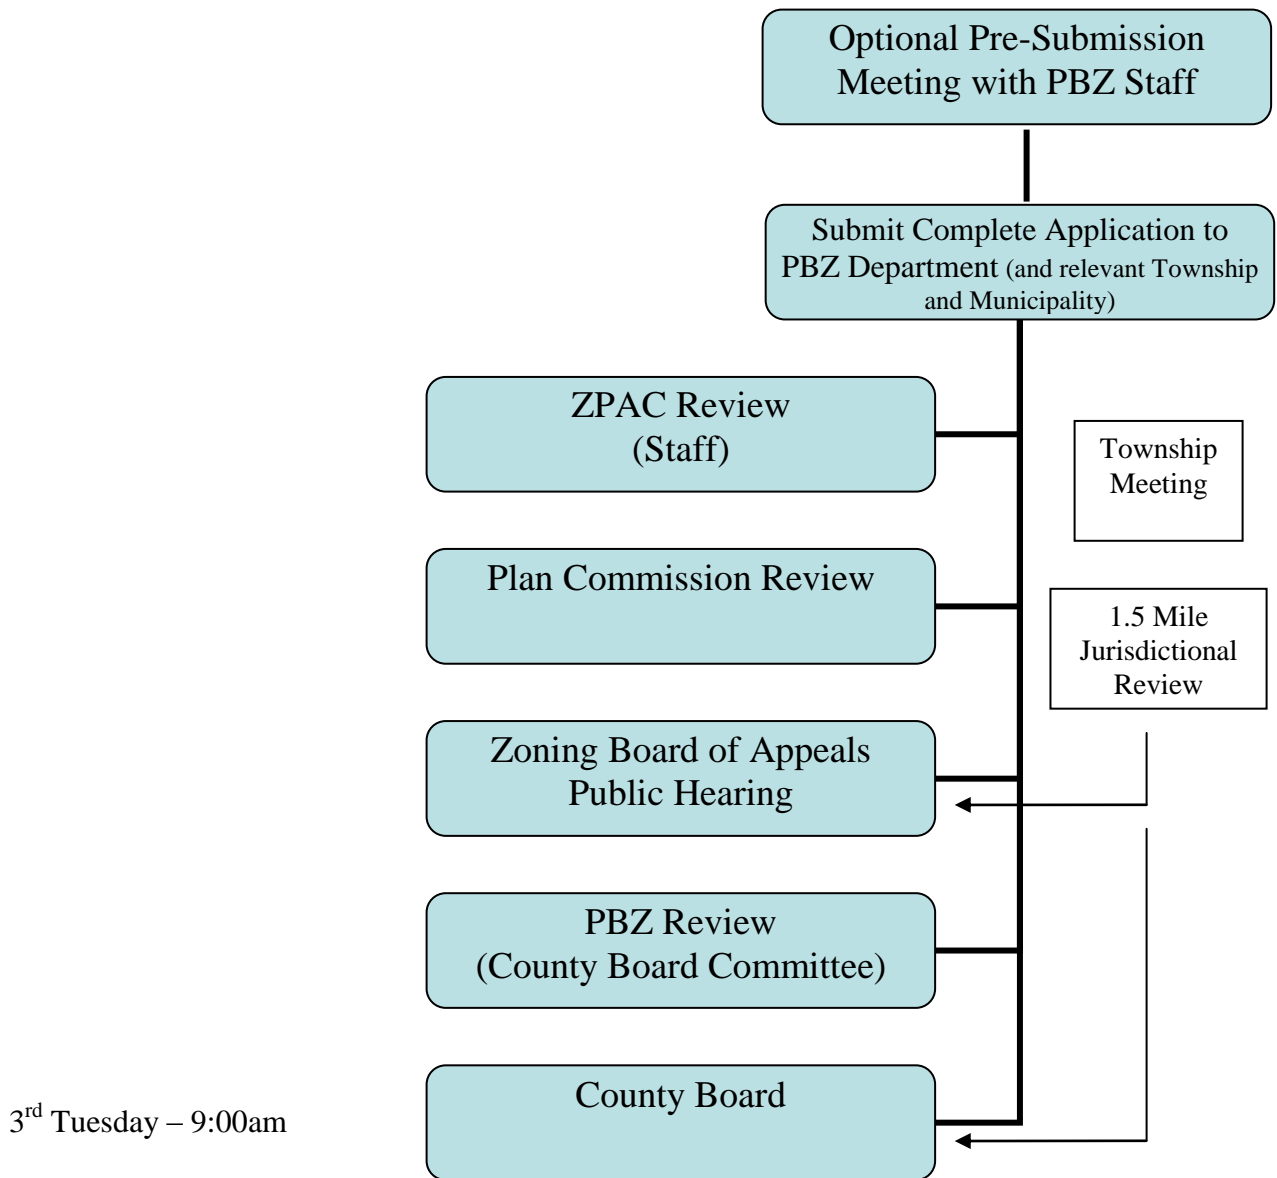 Optional Pre-Submission
Meeting with PBZ Staff
Submit Complete Application to
PBZ Department (and relevant Township
and Municipality)
ZPAC Review
(Staff)
Township
Meeting
Plan Commission Review
1.5 Mile
Jurisdictional
Review
Zoning Board of Appeals
Public Hearing
PBZ Review
(County Board Committee)
County Board
3rd Tuesday – 9:00am